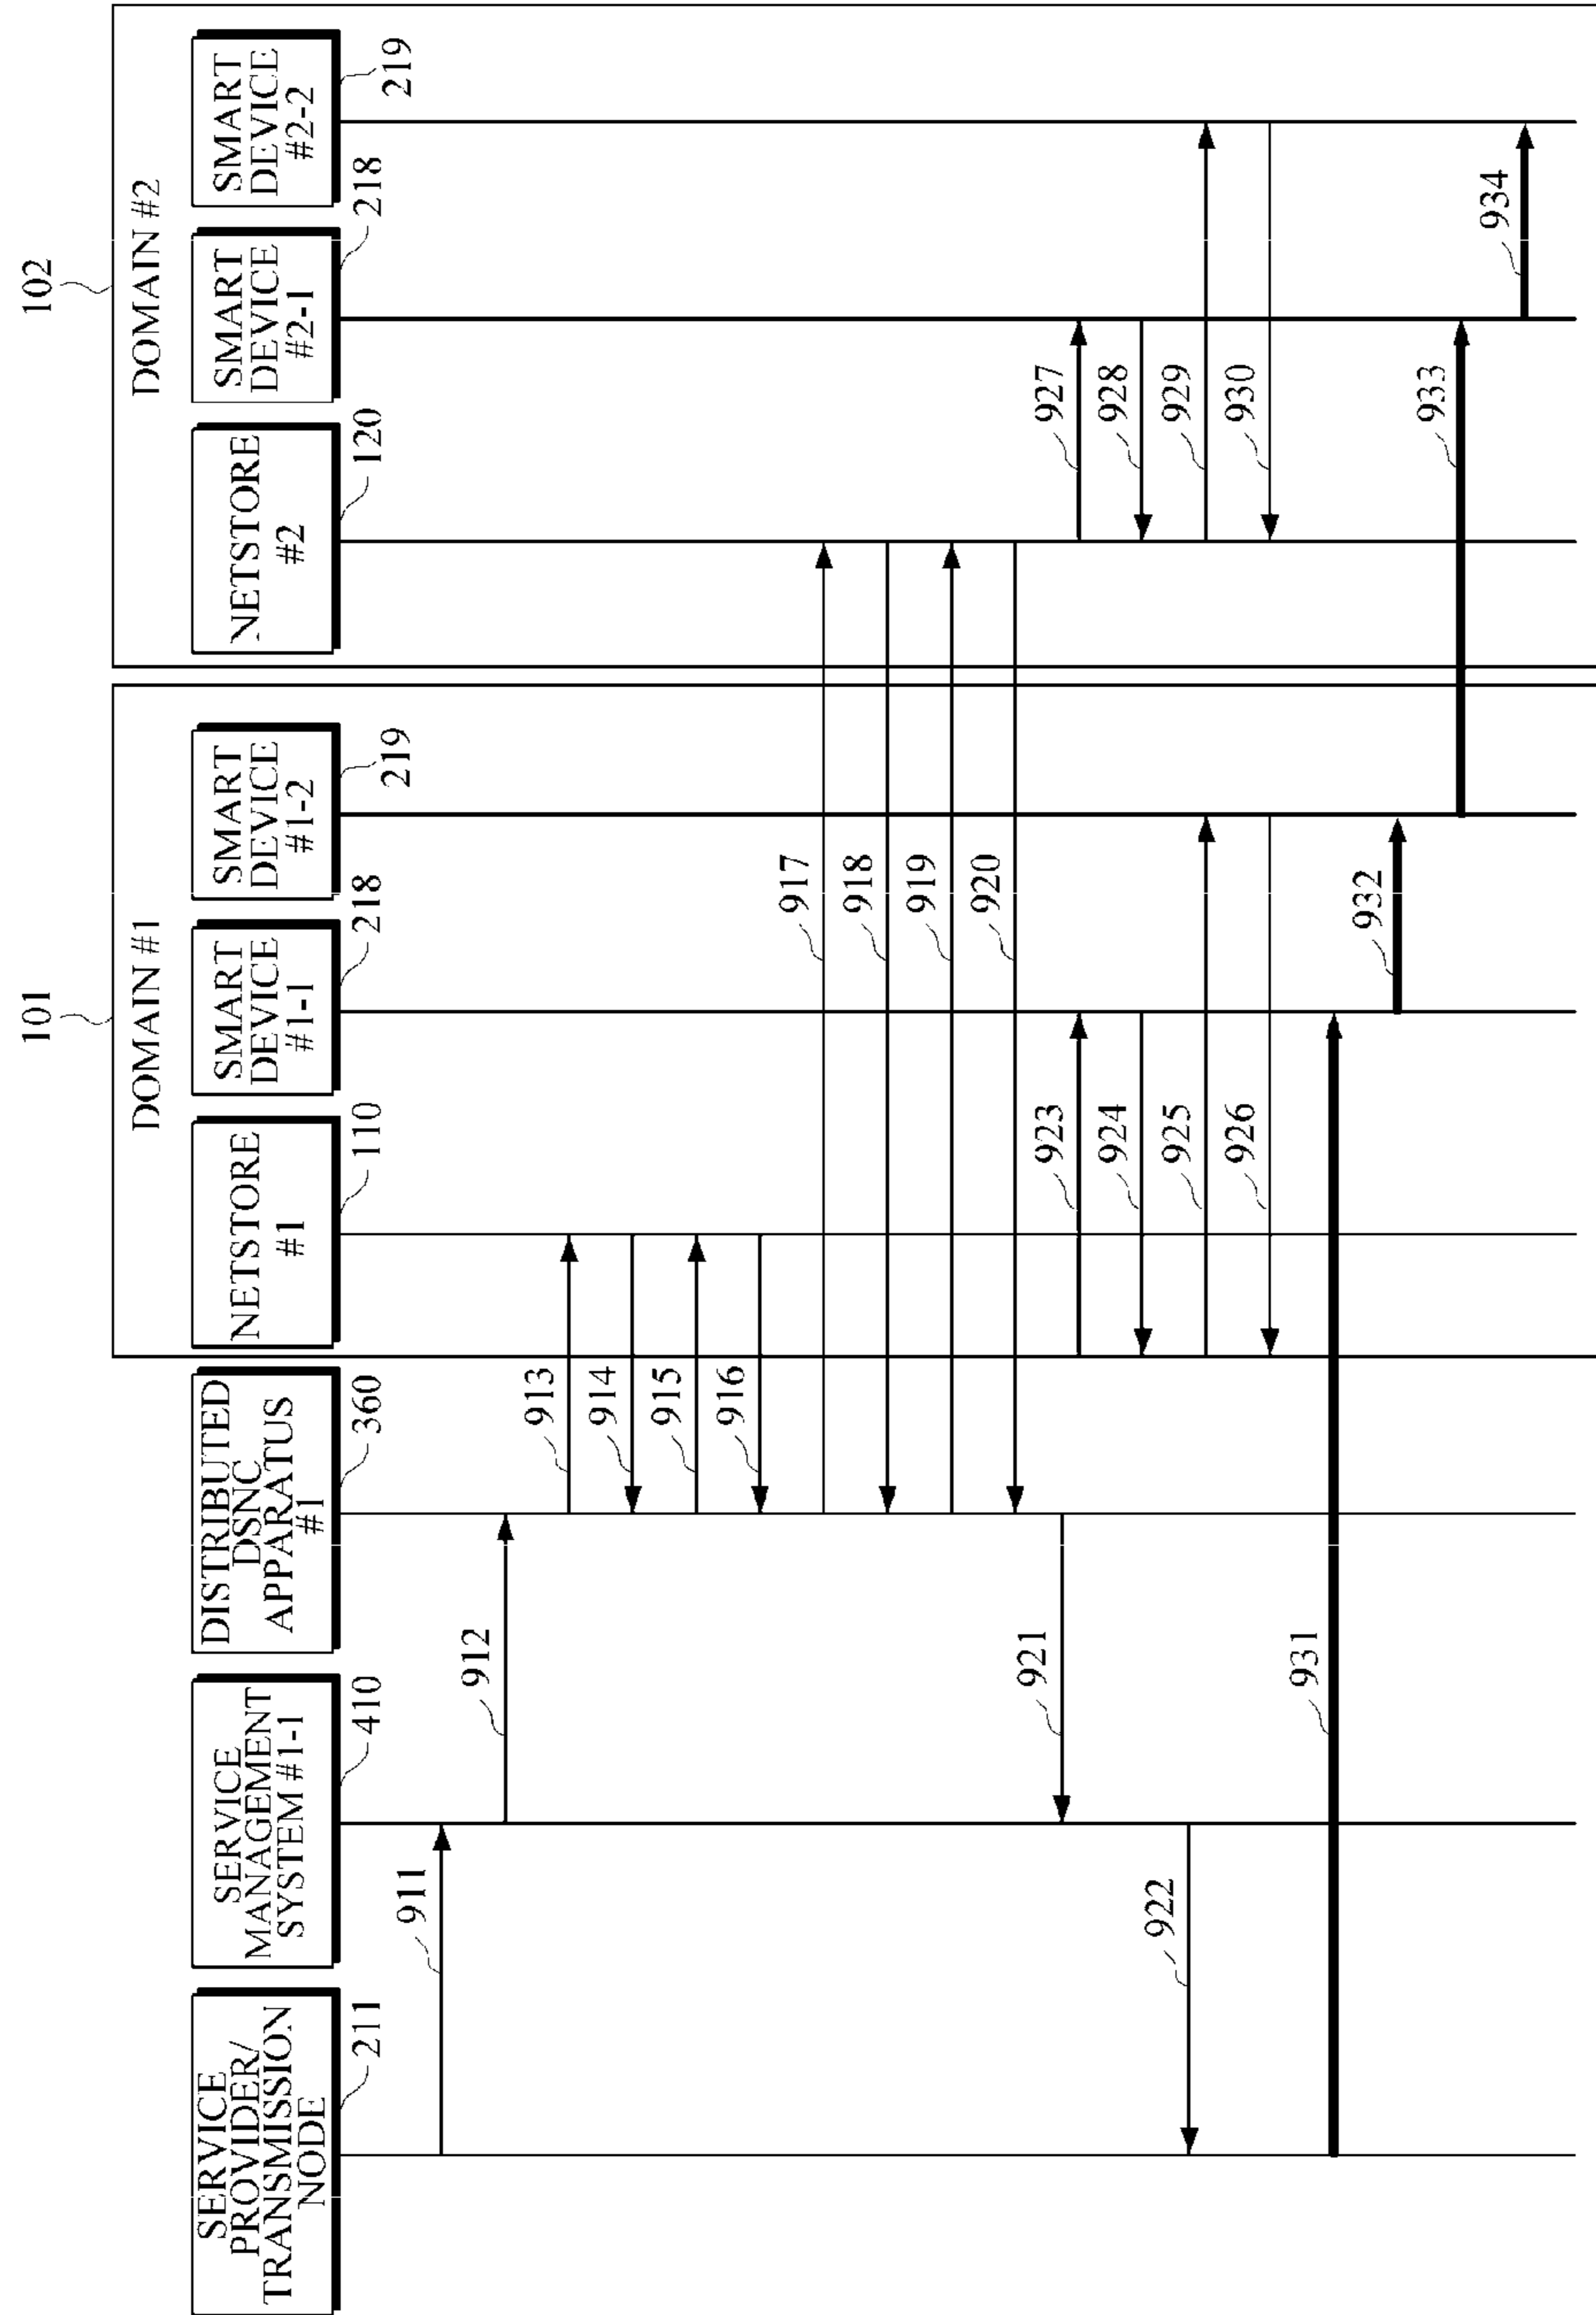 101
102
DOMAIN #1
DOMAIN #2
SERVICE
PROVIDER/
TRANSMISSION
NODE
211
SERVICE
MANAGEMENT
SYSTEM #1-1
410
DISTRIBUTED
DSNC
APPARATUS
#1
360
NETSTORE
#1
110
SMART
DEVICE
#1-1
218
SMART
DEVICE
#1-2
219
NETSTORE
#2
120
SMART
DEVICE
#2-1
218
SMART
DEVICE
#2-2
219
911
912
913
914
915
916
917
918
919
920
921
922
923
924
925
926
927
928
929
930
931
932
933
934